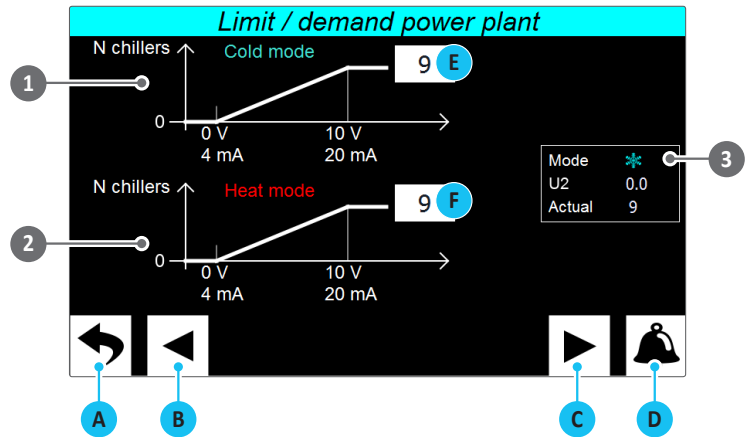 Limit / demand power plant
N chillers
Cold mode
9
E
1
0
0 V
10 V
4 mA
20 mA
Mode
3
U2 0.0
Actual 9
N chillers
Heat mode
9
F
2
0
0 V
10 V
4 mA
20 mA
A
B
C
D